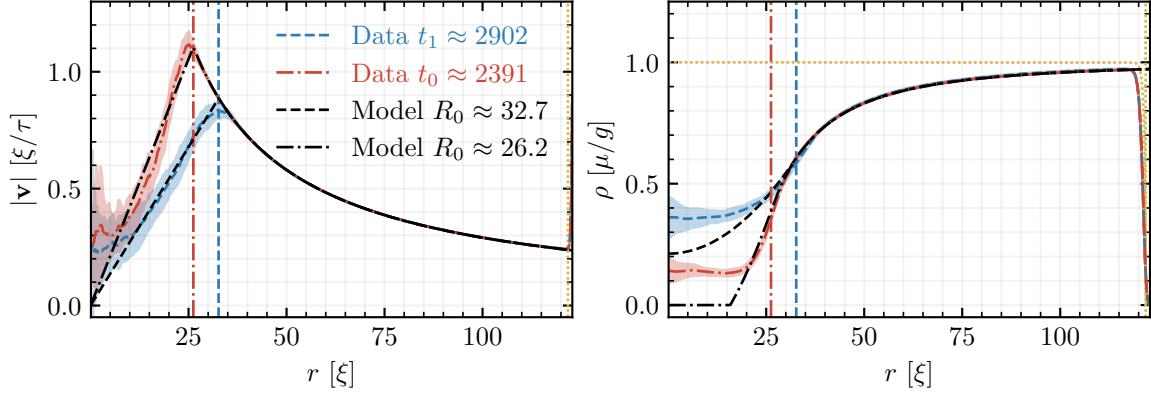 |v| [ξ/τ]
1.0
0.5
0.0
25
50
75
100
r [ξ]
Data t₁ ≈ 2902
Data t₀ ≈ 2391
Model R₀ ≈ 32.7
Model R₀ ≈ 26.2
ρ [μ/g]
1.0
0.5
0.0
25
50
75
100
r [ξ]